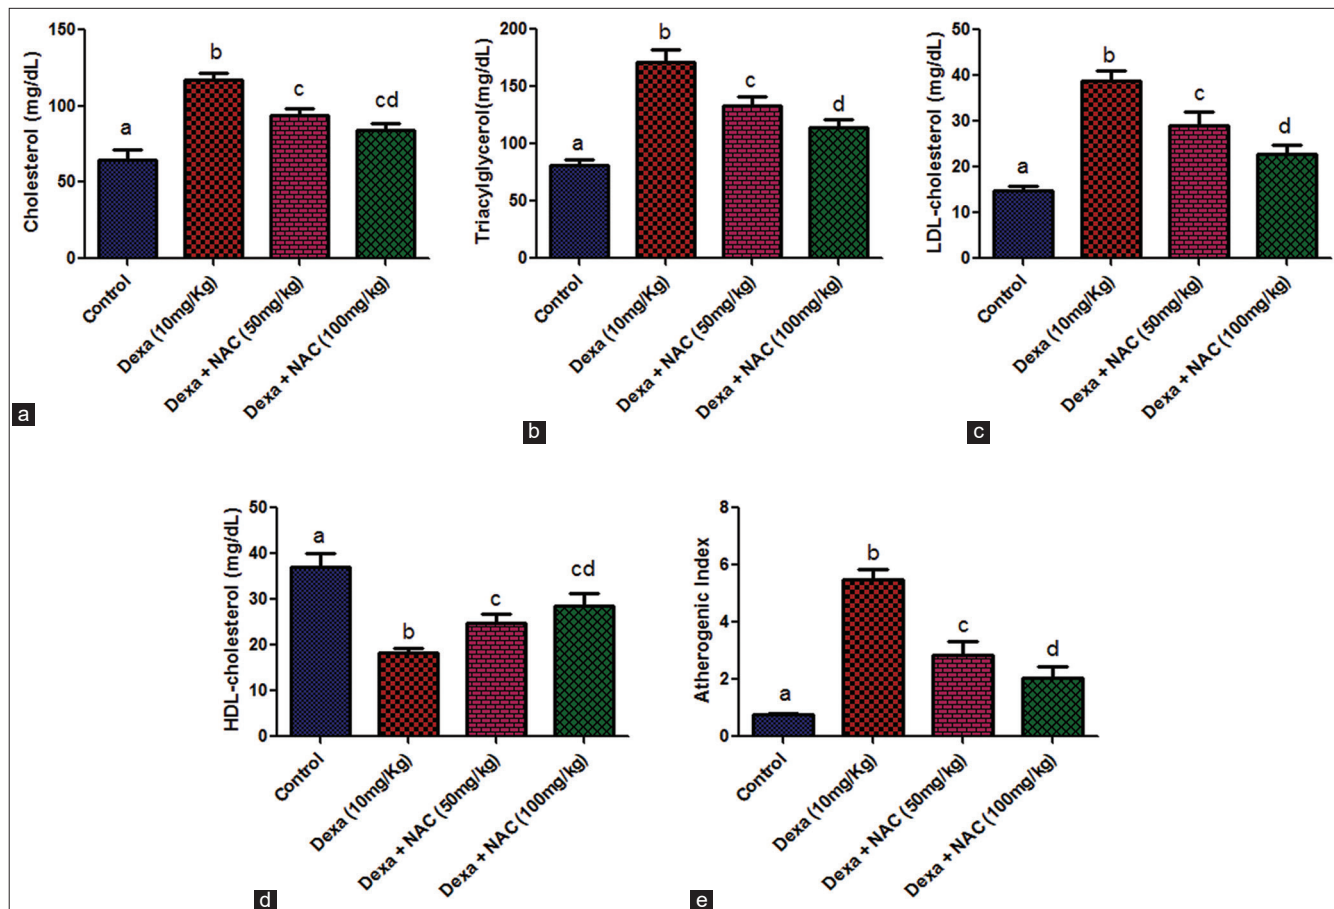 Cholesterol (mg/dL)
150
100
50
0
a
b
c
cd
Control
Dexa (10mg/Kg)
Dexa + NAC (50mg/kg)
Dexa + NAC (100mg/kg)
a
Triacylglycerol(mg/dL)
200
150
100
50
0
a
b
c
d
Control
Dexa (10mg/Kg)
Dexa + NAC (50mg/kg)
Dexa + NAC (100mg/kg)
b
LDL-cholesterol (mg/dL)
50
40
30
20
10
0
a
b
c
d
Control
Dexa (10mg/Kg)
Dexa + NAC (50mg/kg)
Dexa + NAC (100mg/kg)
c
HDL-cholesterol (mg/dL)
50
40
30
20
10
0
a
b
c
cd
Control
Dexa (10mg/Kg)
Dexa + NAC (50mg/kg)
Dexa + NAC (100mg/kg)
d
Atherogenic Index
8
6
4
2
0
a
b
c
d
Control
Dexa (10mg/Kg)
Dexa + NAC (50mg/kg)
Dexa + NAC (100mg/kg)
e